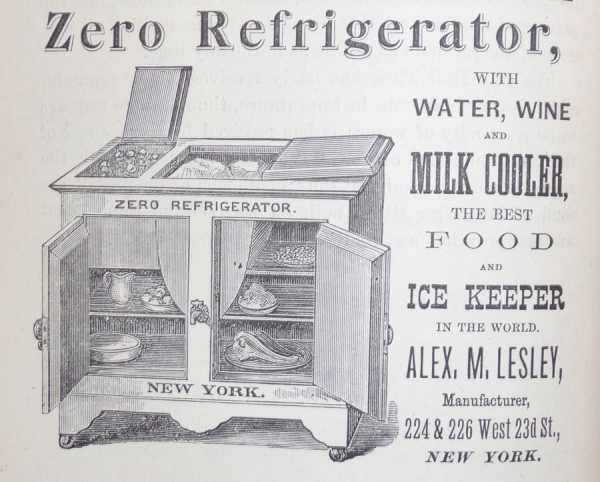 Zero Refrigerator,
WITH
WATER, WINE
AND
MILK COOLER,
THE BEST
FOOD
AND
ICE KEEPER
IN THE WORLD.
ALEX. M. LESLEY,
Manufacturer,
224 & 226 West 23d St.,
NEW YORK.
ZERO REFRIGERATOR.
NEW YORK.